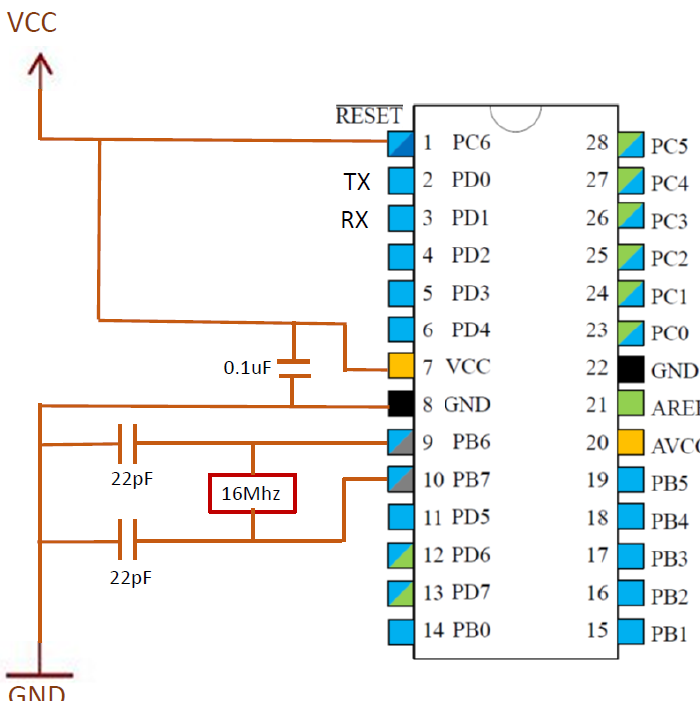 VCC
RESET
1 PC6 28 PC5
TX 2 PD0 27 PC4
RX 3 PD1 26 PC3
4 PD2 25 PC2
5 PD3 24 PC1
6 PD4 23 PC0
0.1uF 7 VCC 22 GND
8 GND 21 AREF
9 PB6 20 AVCC
22pF 16Mhz 10 PB7 19 PB5
11 PD5 18 PB4
22pF 12 PD6 17 PB3
13 PD7 16 PB2
14 PB0 15 PB1
GND